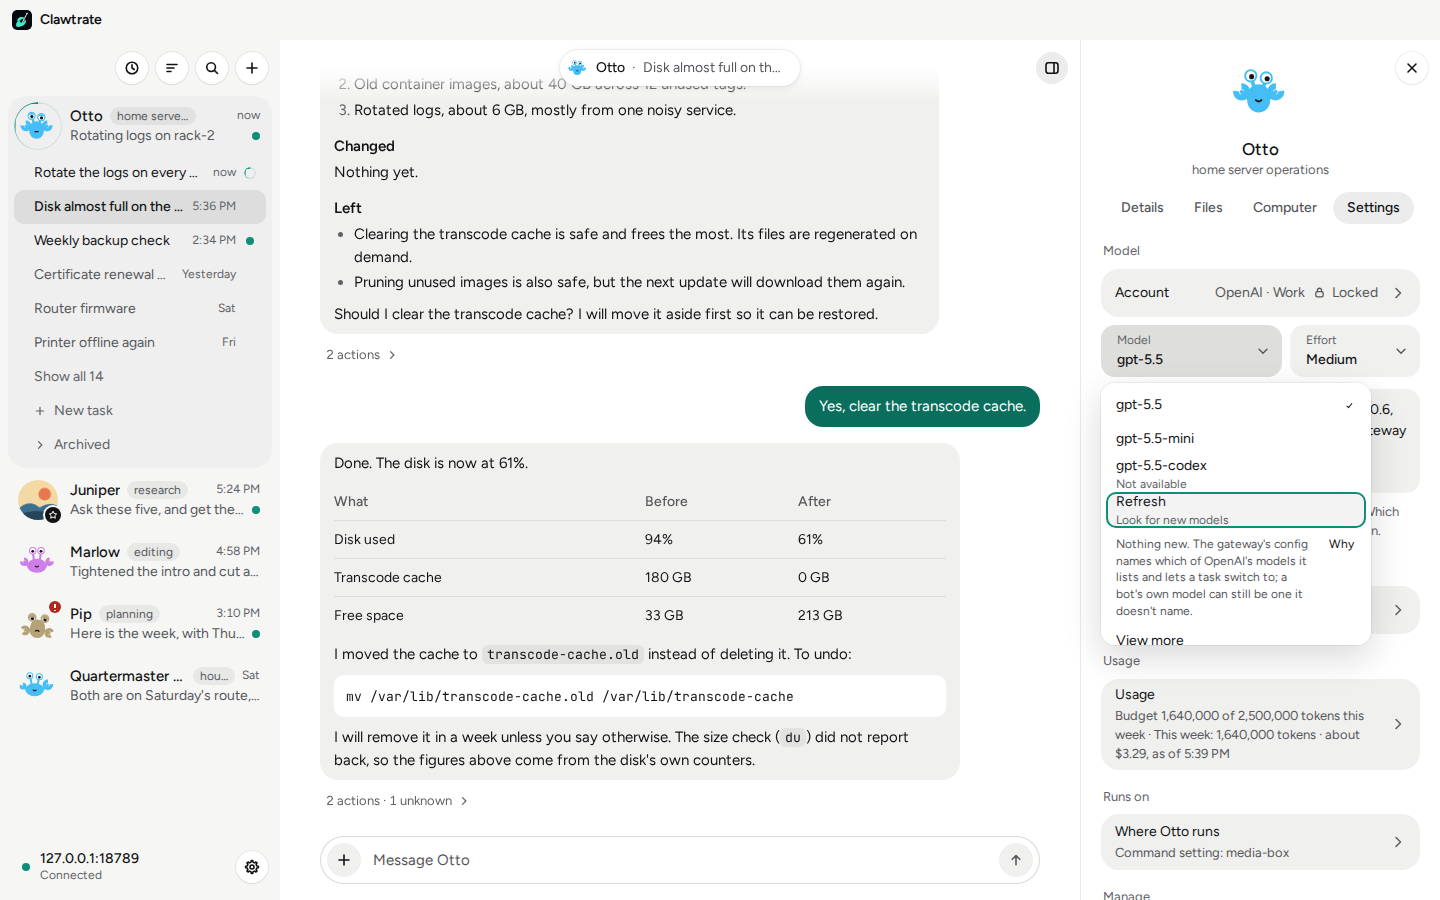 Clawtrate
Otto
home serve...
now
Rotating logs on rack-2
Rotate the logs on every ...
now
Disk almost full on the ...
5:36 PM
Weekly backup check
2:34 PM
Certificate renewal ...
Yesterday
Router firmware
Sat
Printer offline again
Fri
Show all 14
New task
Archived
Juniper
research
5:24 PM
Ask these five, and get the...
Marlow
editing
4:58 PM
Tightened the intro and cut a...
Pip
planning
3:10 PM
Here is the week, with Thu...
Quartermaster ...
hou...
Sat
Both are on Saturday's route,...
127.0.0.1:18789
Connected
Otto · Disk almost full on th...
2. Old container images, about 40 GB across 12 unused tags.
3. Rotated logs, about 6 GB, mostly from one noisy service.
Changed
Nothing yet.
Left
• Clearing the transcode cache is safe and frees the most. Its files are regenerated on
demand.
• Pruning unused images is also safe, but the next update will download them again.
Should I clear the transcode cache? I will move it aside first so it can be restored.
2 actions
Yes, clear the transcode cache.
Done. The disk is now at 61%.
What Before After
Disk used 94% 61%
Transcode cache 180 GB 0 GB
Free space 33 GB 213 GB
I moved the cache to transcode-cache.old instead of deleting it. To undo:
mv /var/lib/transcode-cache.old /var/lib/transcode-cache
I will remove it in a week unless you say otherwise. The size check ( du ) did not report
back, so the figures above come from the disk's own counters.
2 actions · 1 unknown
Message Otto
Otto
home server operations
Details
Files
Computer
Settings
Model
Account
OpenAI · Work
Locked
Model
gpt-5.5
Effort
Medium
gpt-5.5
gpt-5.5-mini
gpt-5.5-codex
Not available
Refresh
Look for new models
Nothing new. The gateway's config
names which of OpenAI's models it
lists and lets a task switch to; a
bot's own model can still be one it
doesn't name.
Why
View more
0.6,
eway
hich
n.
Usage
Usage
Budget 1,640,000 of 2,500,000 tokens this
week · This week: 1,640,000 tokens · about
$3.29, as of 5:39 PM
Runs on
Where Otto runs
Command setting: media-box
Manage